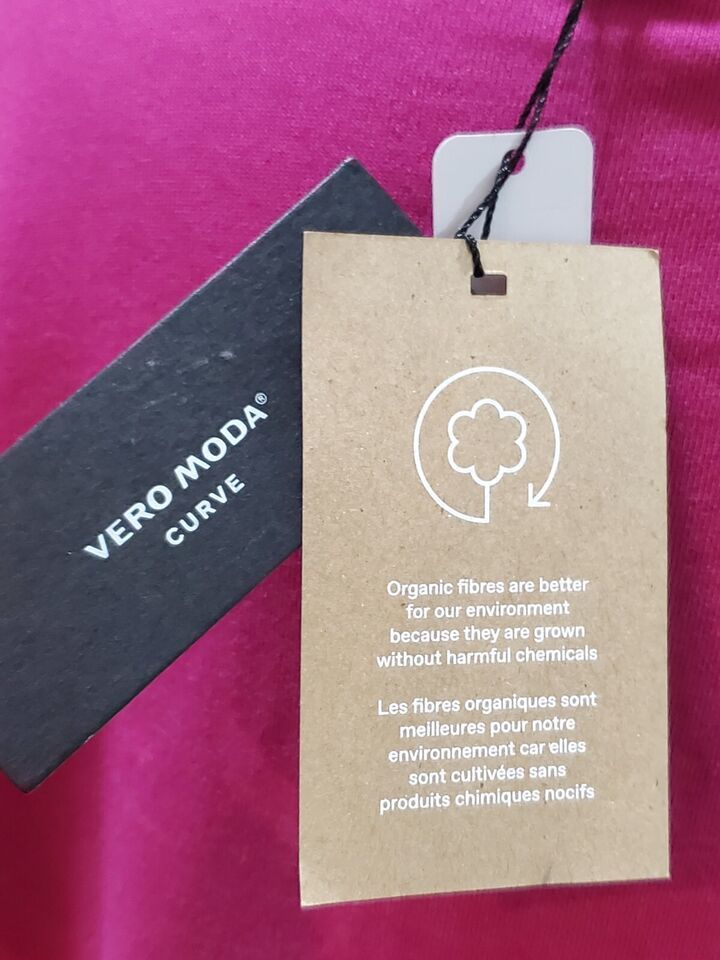 VERO MODA®
CURVE
Organic fibres are better
for our environment
because they are grown
without harmful chemicals
Les fibres organiques sont
meilleures pour notre
environnement car elles
sont cultivées sans
produits chimiques nocifs